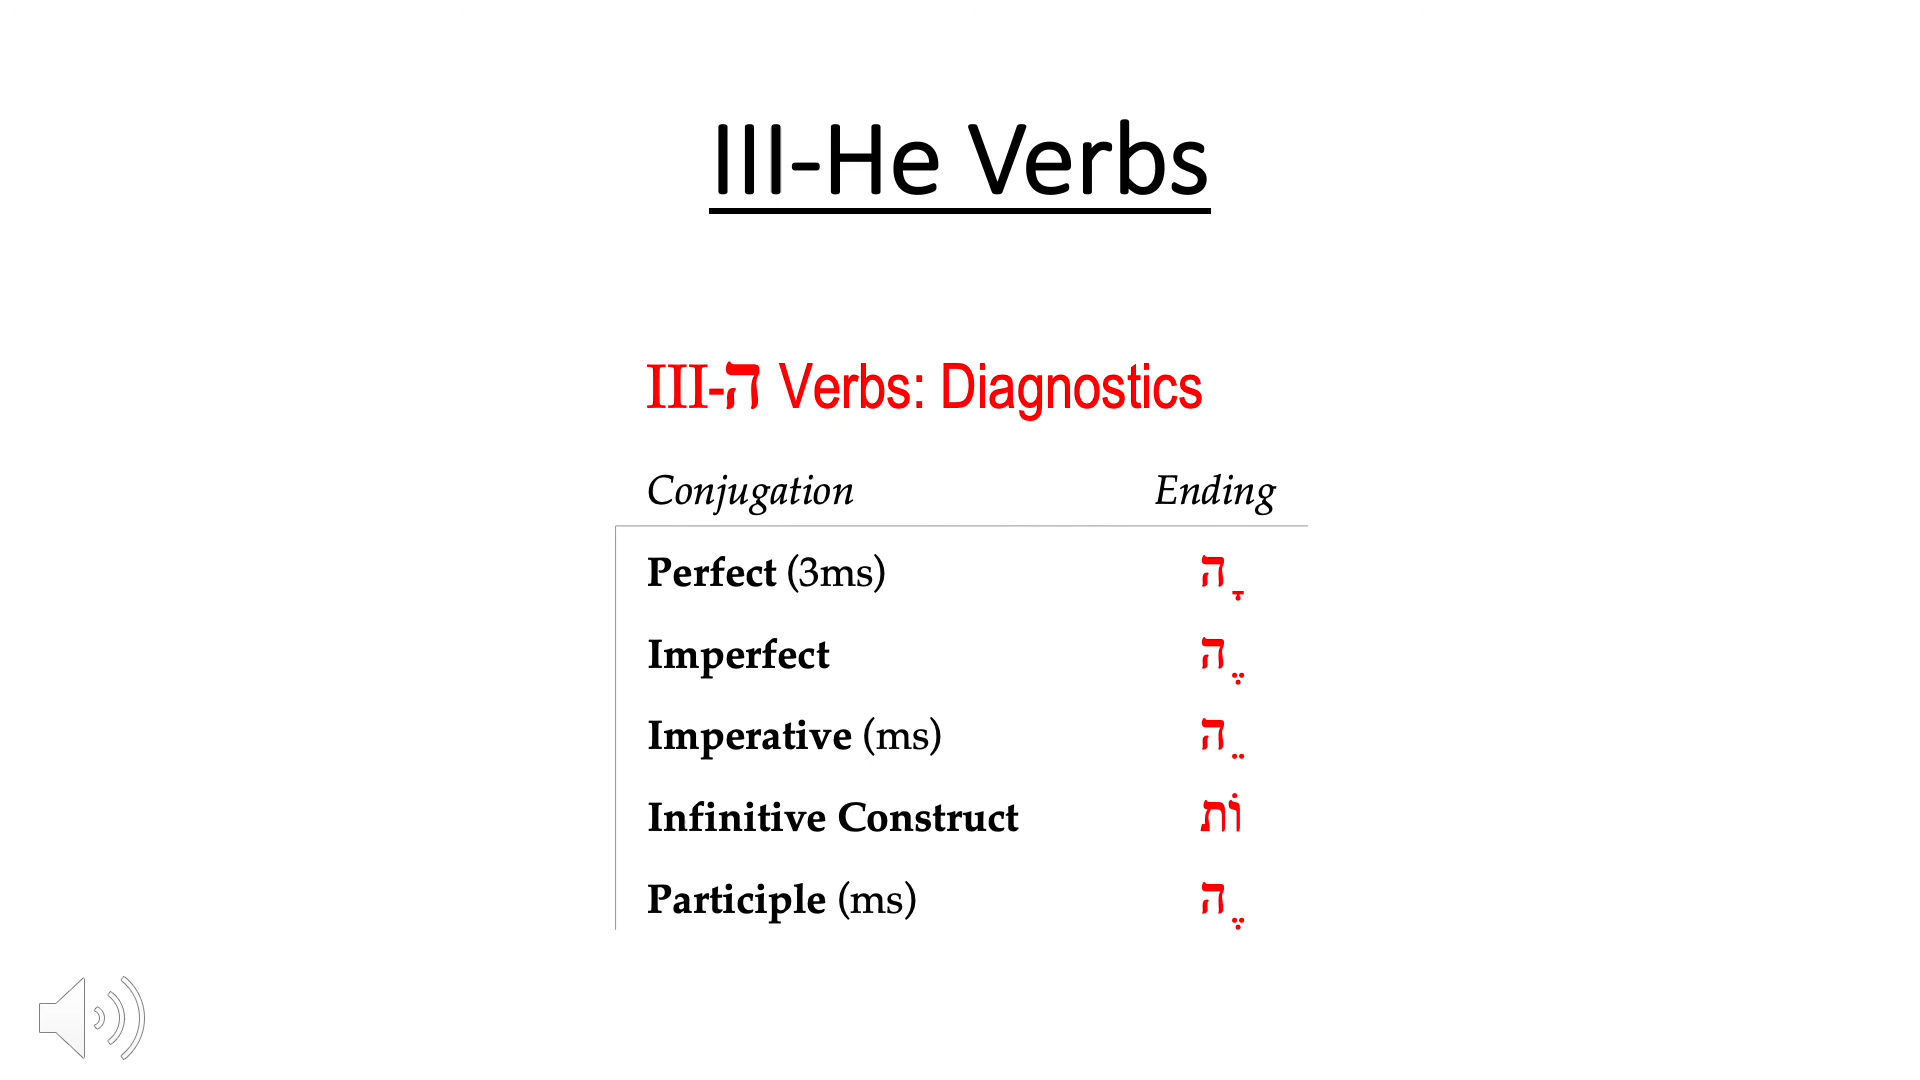 III-He Verbs
III-ה Verbs: Diagnostics
Conjugation Ending
Perfect (3ms) ָה
Imperfect ֶה
Imperative (ms) ֵה
Infinitive Construct וֹת
Participle (ms) ֶה